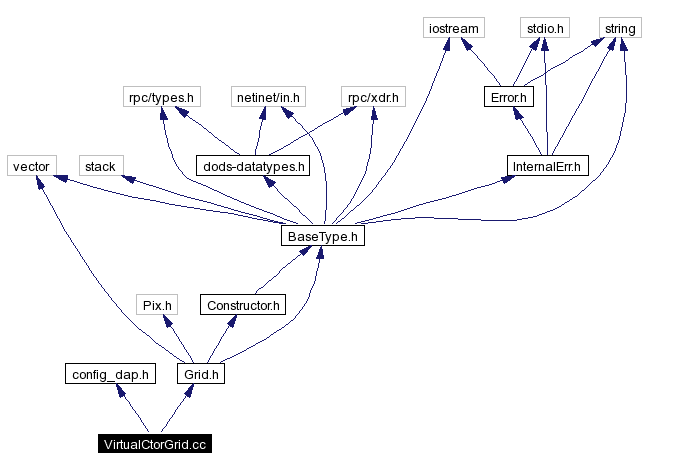 iostream
stdio.h
string
rpc/types.h
netinet/in.h
rpc/xdr.h
Error.h
vector
stack
dods-datatypes.h
InternalErr.h
BaseType.h
Pix.h
Constructor.h
config_dap.h
Grid.h
VirtualCtorGrid.cc